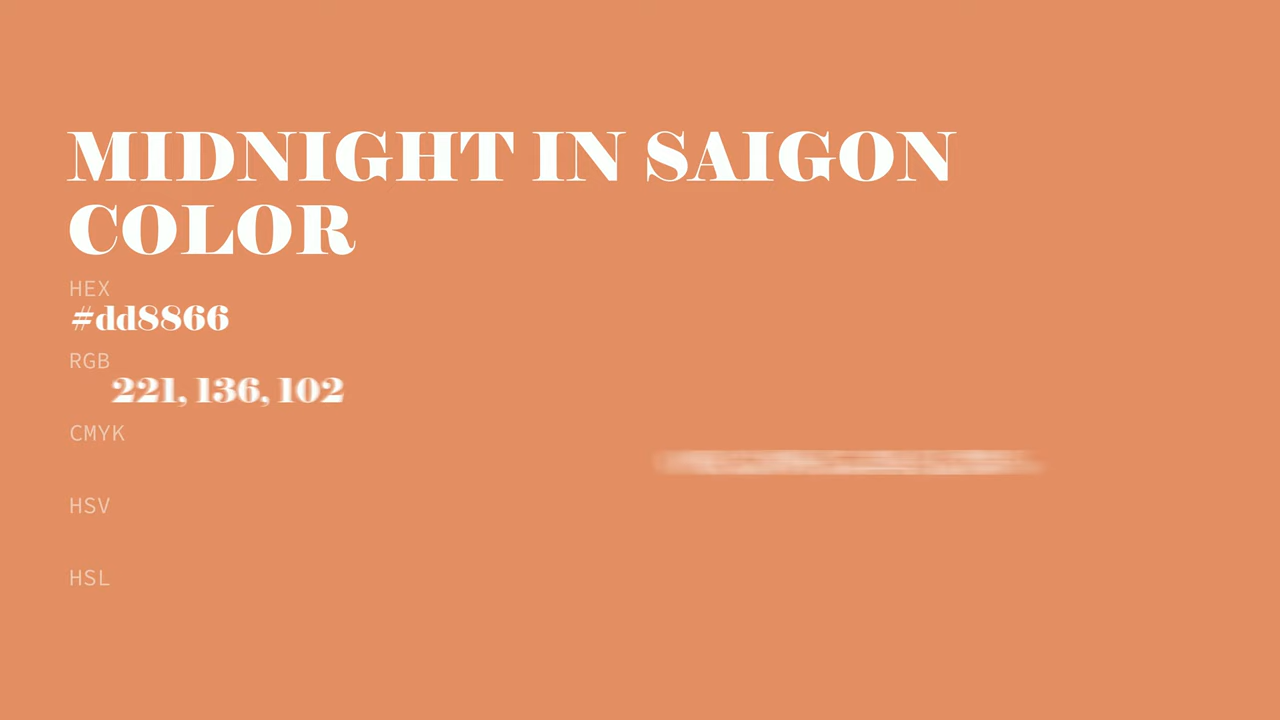 MIDNIGHT IN SAIGON
COLOR
HEX
#dd8866
RGB
221, 136, 102
CMYK
HSV
HSL